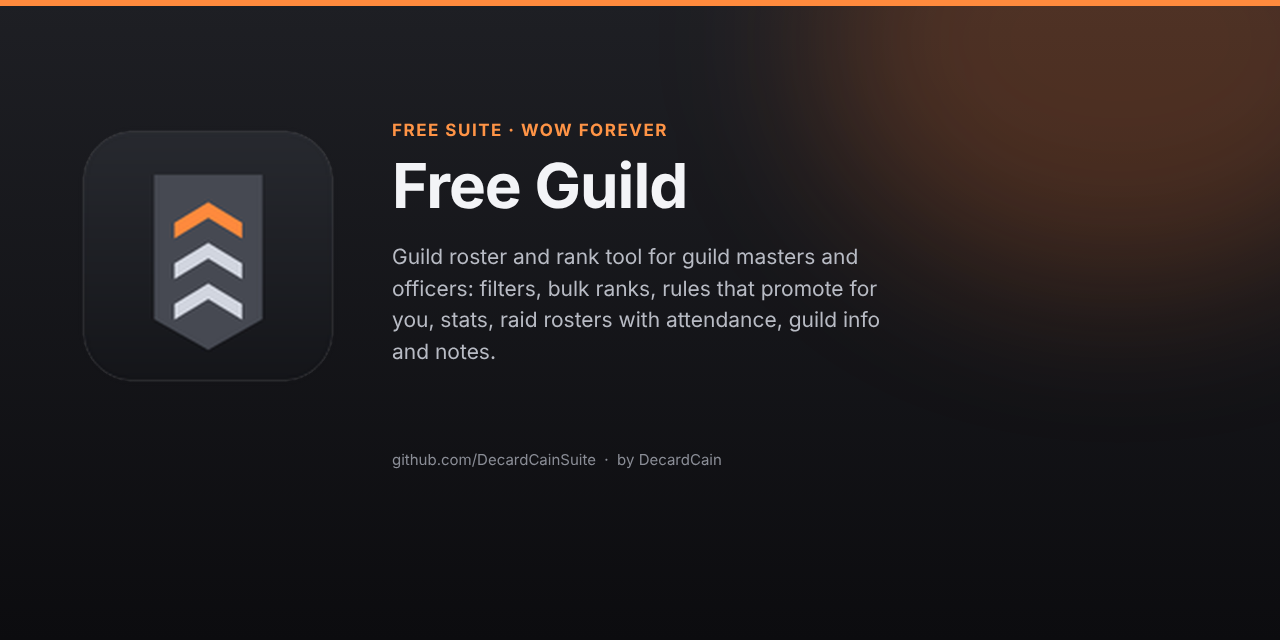 FREE SUITE · WOW FOREVER
Free Guild
Guild roster and rank tool for guild masters and
officers: filters, bulk ranks, rules that promote for
you, stats, raid rosters with attendance, guild info
and notes.
github.com/DecardCainSuite · by DecardCain